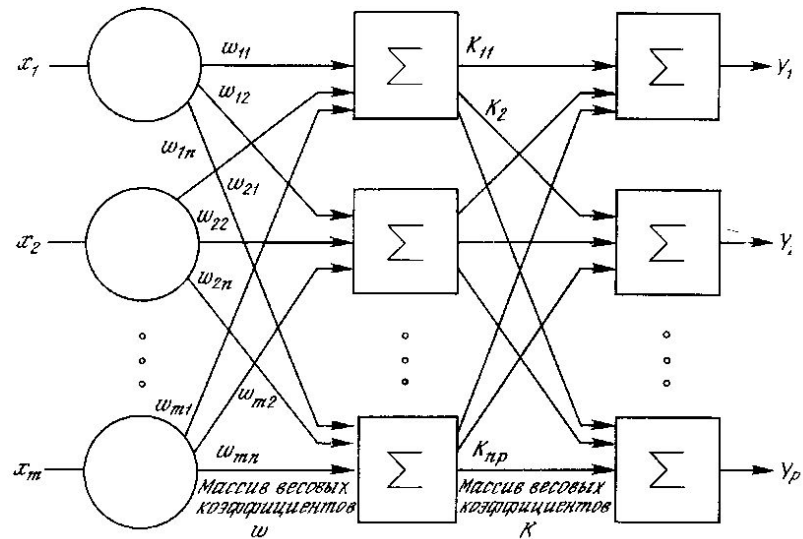 x₁
w₁₁
Σ
K₁₁
Σ
Y₁
w₁₂
K₂
w₁ₙ
w₂₁
x₂
w₂₂
Σ
Σ
w₂ₙ
wₘ₁
wₘ₂
xₘ
wₘₙ
Σ
Kₙₚ
Σ
Yₚ
Массив весовых
коэффициентов
w
Массив весовых
коэффициентов
K